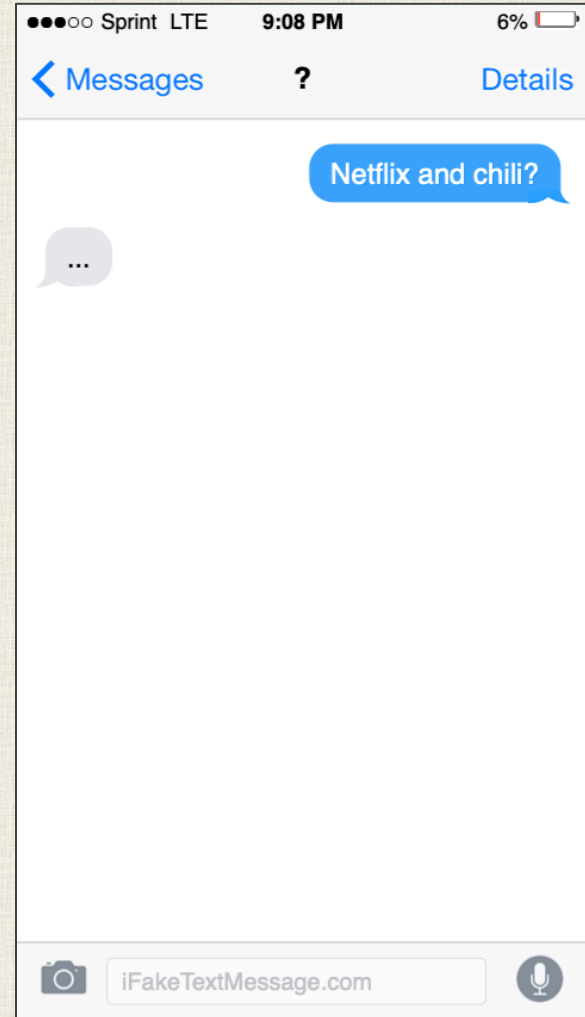 Sprint LTE 9:08 PM 6%
Messages ? Details
Netflix and chili?
...
iFakeTextMessage.com